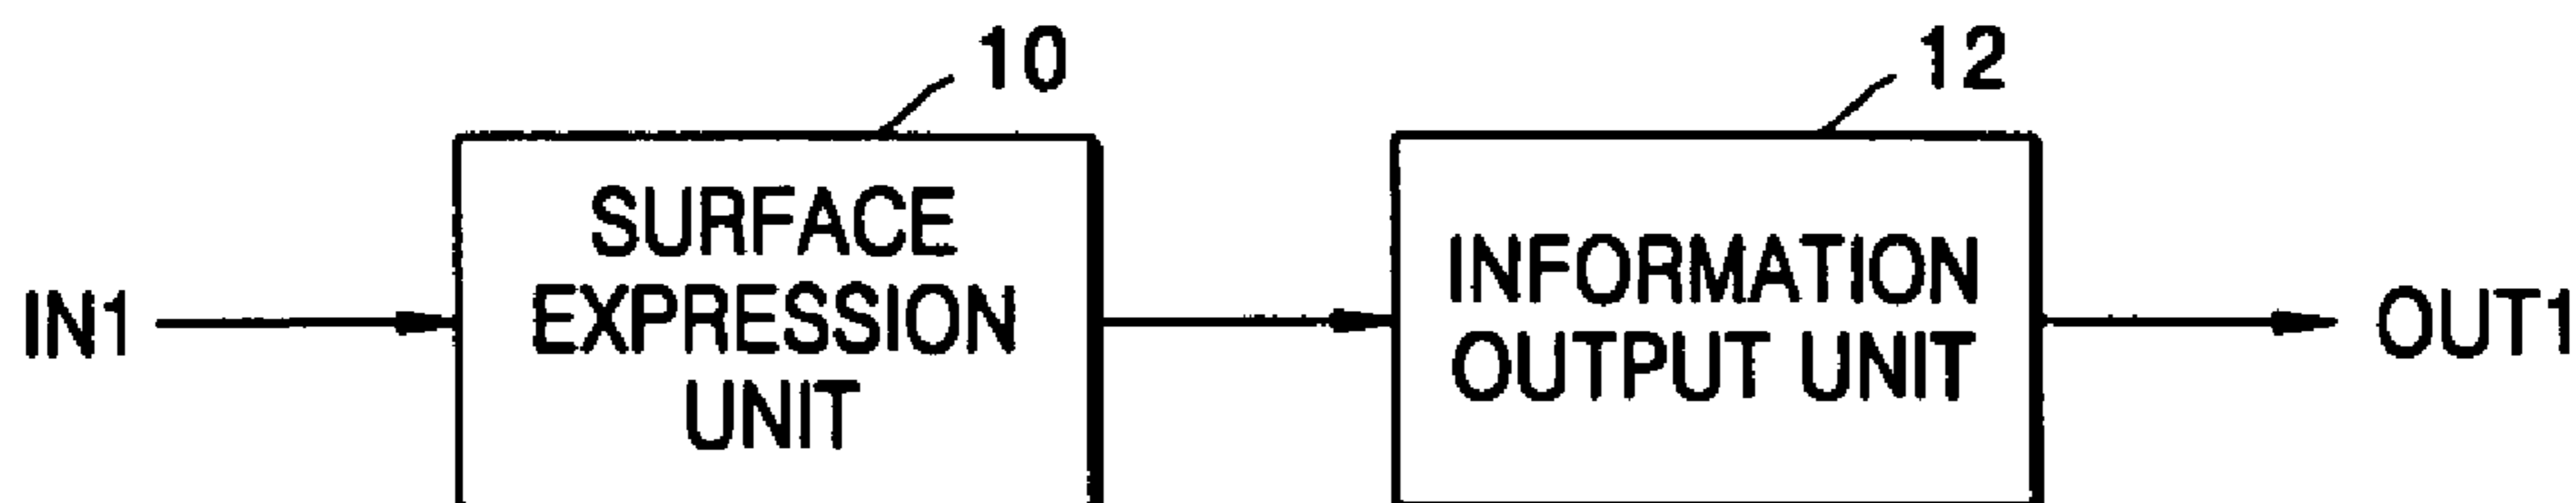 10
12
SURFACE
EXPRESSION
UNIT
INFORMATION
OUTPUT UNIT
IN1
OUT1